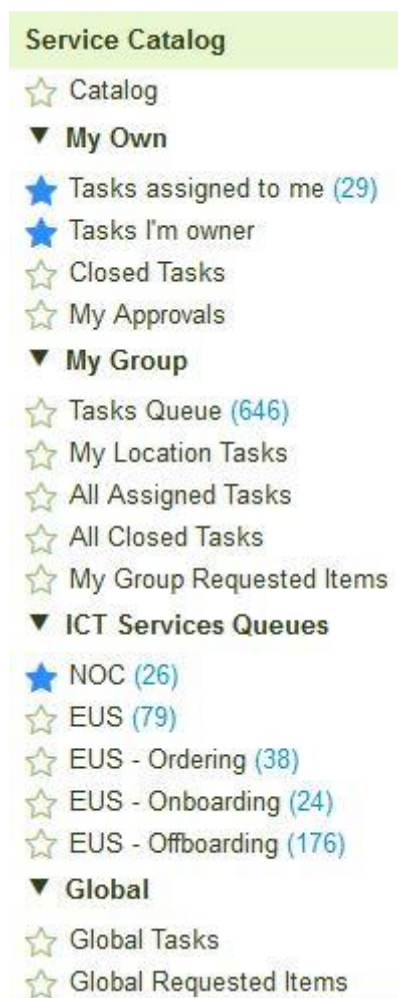 Service Catalog
Catalog
My Own
Tasks assigned to me (29)
Tasks I'm owner
Closed Tasks
My Approvals
My Group
Tasks Queue (646)
My Location Tasks
All Assigned Tasks
All Closed Tasks
My Group Requested Items
ICT Services Queues
NOC (26)
EUS (79)
EUS - Ordering (38)
EUS - Onboarding (24)
EUS - Offboarding (176)
Global
Global Tasks
Global Requested Items